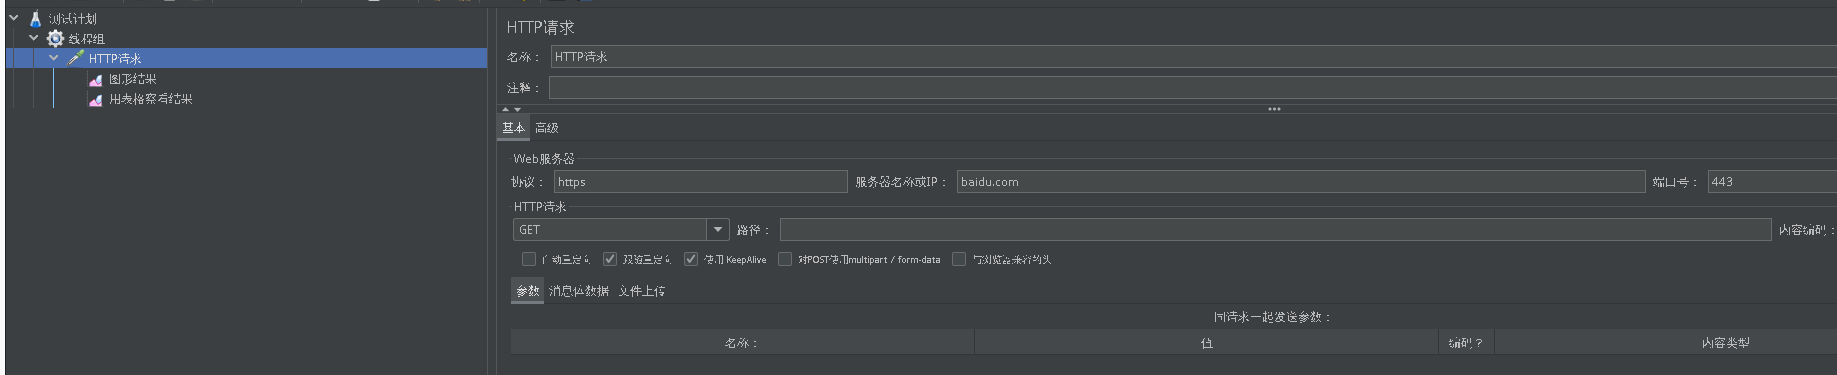 测试计划
线程组
HTTP请求
图形结果
用表格察看结果
HTTP请求
名称： HTTP请求
注释：
基本 高级
Web服务器
协议： https 服务器名称或IP： baidu.com 端口号： 443
HTTP请求
GET 路径： 内容编码：
自动重定向 跟随重定向 使用 KeepAlive 对POST使用multipart / form-data 与浏览器兼容的头
参数 消息体数据 文件上传
同请求一起发送参数：
名称： 值 编码？ 内容类型